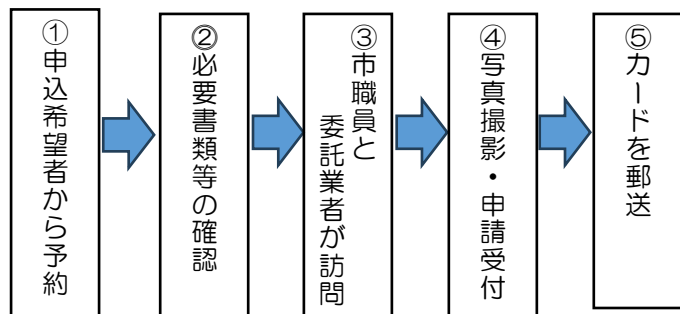 ①申込希望者から予約
②必要書類等の確認
③市職員と
委託業者が訪問
④写真撮影・申請受付
⑤カードを郵送